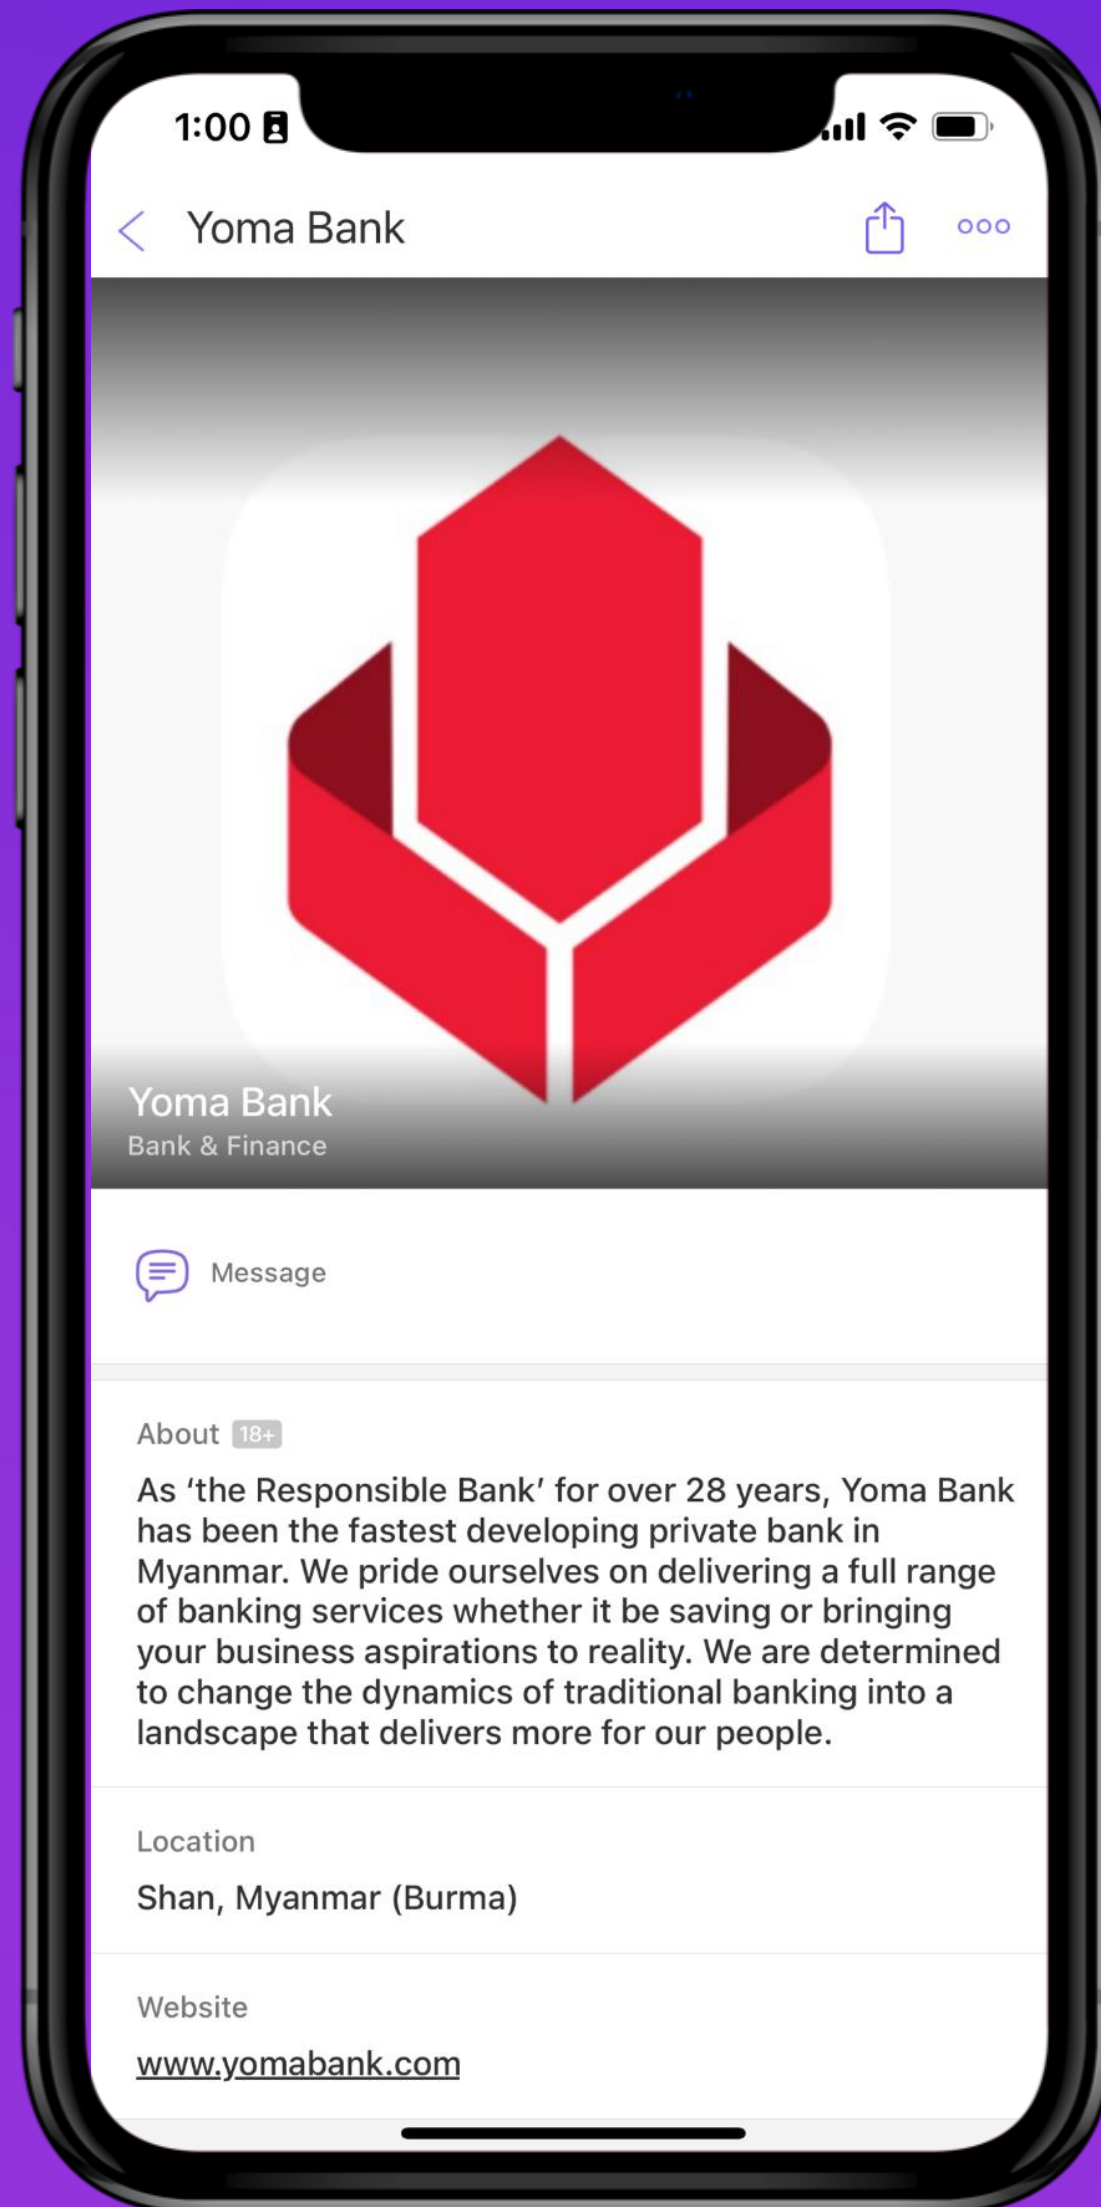 1:00
Yoma Bank
Yoma Bank
Bank & Finance
Message
About 18+
As ‘the Responsible Bank’ for over 28 years, Yoma Bank
has been the fastest developing private bank in
Myanmar. We pride ourselves on delivering a full range
of banking services whether it be saving or bringing
your business aspirations to reality. We are determined
to change the dynamics of traditional banking into a
landscape that delivers more for our people.
Location
Shan, Myanmar (Burma)
Website
www.yomabank.com